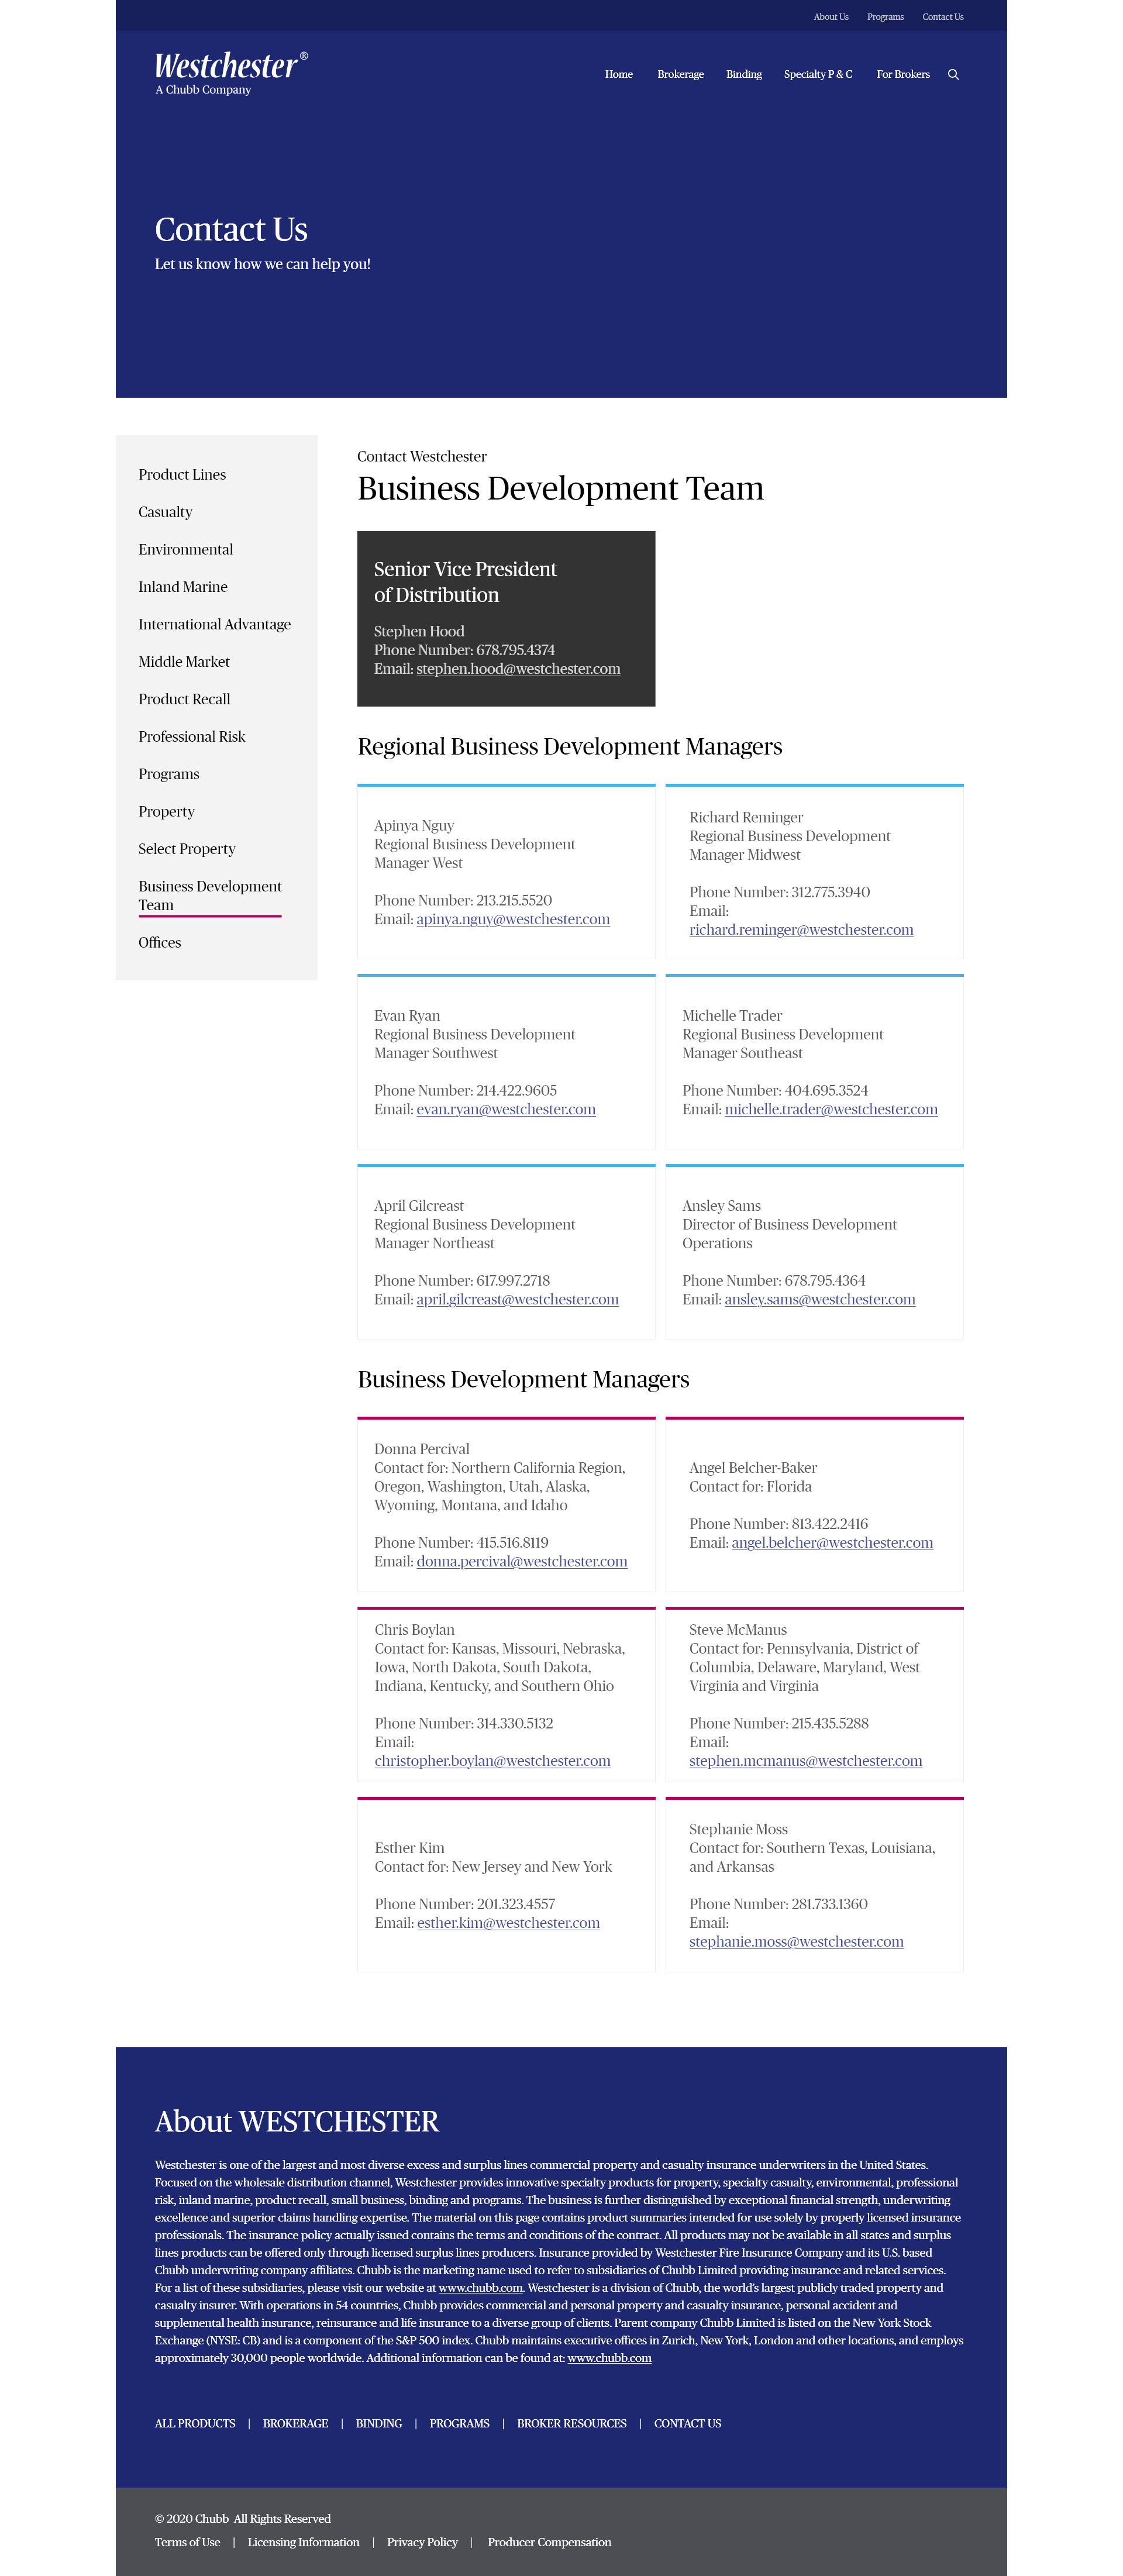 About Us Programs Contact Us
Westchester®
A Chubb Company
Home Brokerage Binding Specialty P & C For Brokers
Contact Us
Let us know how we can help you!
Product Lines
Casualty
Environmental
Inland Marine
International Advantage
Middle Market
Product Recall
Professional Risk
Programs
Property
Select Property
Business Development
Team
Offices
Contact Westchester
Business Development Team
Senior Vice President
of Distribution
Stephen Hood
Phone Number: 678.795.4374
Email: stephen.hood@westchester.com
Regional Business Development Managers
Apinya Nguy
Regional Business Development
Manager West
Phone Number: 213.215.5520
Email: apinya.nguy@westchester.com
Richard Reminger
Regional Business Development
Manager Midwest
Phone Number: 312.775.3940
Email:
richard.reminger@westchester.com
Evan Ryan
Regional Business Development
Manager Southwest
Phone Number: 214.422.9605
Email: evan.ryan@westchester.com
Michelle Trader
Regional Business Development
Manager Southeast
Phone Number: 404.695.3524
Email: michelle.trader@westchester.com
April Gilcreast
Regional Business Development
Manager Northeast
Phone Number: 617.997.2718
Email: april.gilcreast@westchester.com
Ansley Sams
Director of Business Development
Operations
Phone Number: 678.795.4364
Email: ansley.sams@westchester.com
Business Development Managers
Donna Percival
Contact for: Northern California Region,
Oregon, Washington, Utah, Alaska,
Wyoming, Montana, and Idaho
Phone Number: 415.516.8119
Email: donna.percival@westchester.com
Angel Belcher-Baker
Contact for: Florida
Phone Number: 813.422.2416
Email: angel.belcher@westchester.com
Chris Boylan
Contact for: Kansas, Missouri, Nebraska,
Iowa, North Dakota, South Dakota,
Indiana, Kentucky, and Southern Ohio
Phone Number: 314.330.5132
Email:
christopher.boylan@westchester.com
Steve McManus
Contact for: Pennsylvania, District of
Columbia, Delaware, Maryland, West
Virginia and Virginia
Phone Number: 215.435.5288
Email:
stephen.mcmanus@westchester.com
Esther Kim
Contact for: New Jersey and New York
Phone Number: 201.323.4557
Email: esther.kim@westchester.com
Stephanie Moss
Contact for: Southern Texas, Louisiana,
and Arkansas
Phone Number: 281.733.1360
Email:
stephanie.moss@westchester.com
About WESTCHESTER
Westchester is one of the largest and most diverse excess and surplus lines commercial property and casualty insurance underwriters in the United States.
Focused on the wholesale distribution channel, Westchester provides innovative specialty products for property, specialty casualty, environmental, professional
risk, inland marine, product recall, small business, binding and programs. The business is further distinguished by exceptional financial strength, underwriting
excellence and superior claims handling expertise. The material on this page contains product summaries intended for use solely by properly licensed insurance
professionals. The insurance policy actually issued contains the terms and conditions of the contract. All products may not be available in all states and surplus
lines products can be offered only through licensed surplus lines producers. Insurance provided by Westchester Fire Insurance Company and its U.S. based
Chubb underwriting company affiliates. Chubb is the marketing name used to refer to subsidiaries of Chubb Limited providing insurance and related services.
For a list of these subsidiaries, please visit our website at www.chubb.com. Westchester is a division of Chubb, the world's largest publicly traded property and
casualty insurer. With operations in 54 countries, Chubb provides commercial and personal property and casualty insurance, personal accident and
supplemental health insurance, reinsurance and life insurance to a diverse group of clients. Parent company Chubb Limited is listed on the New York Stock
Exchange (NYSE: CB) and is a component of the S&P 500 index. Chubb maintains executive offices in Zurich, New York, London and other locations, and employs
approximately 30,000 people worldwide. Additional information can be found at: www.chubb.com
ALL PRODUCTS | BROKERAGE | BINDING | PROGRAMS | BROKER RESOURCES | CONTACT US
© 2020 Chubb All Rights Reserved
Terms of Use | Licensing Information | Privacy Policy | Producer Compensation